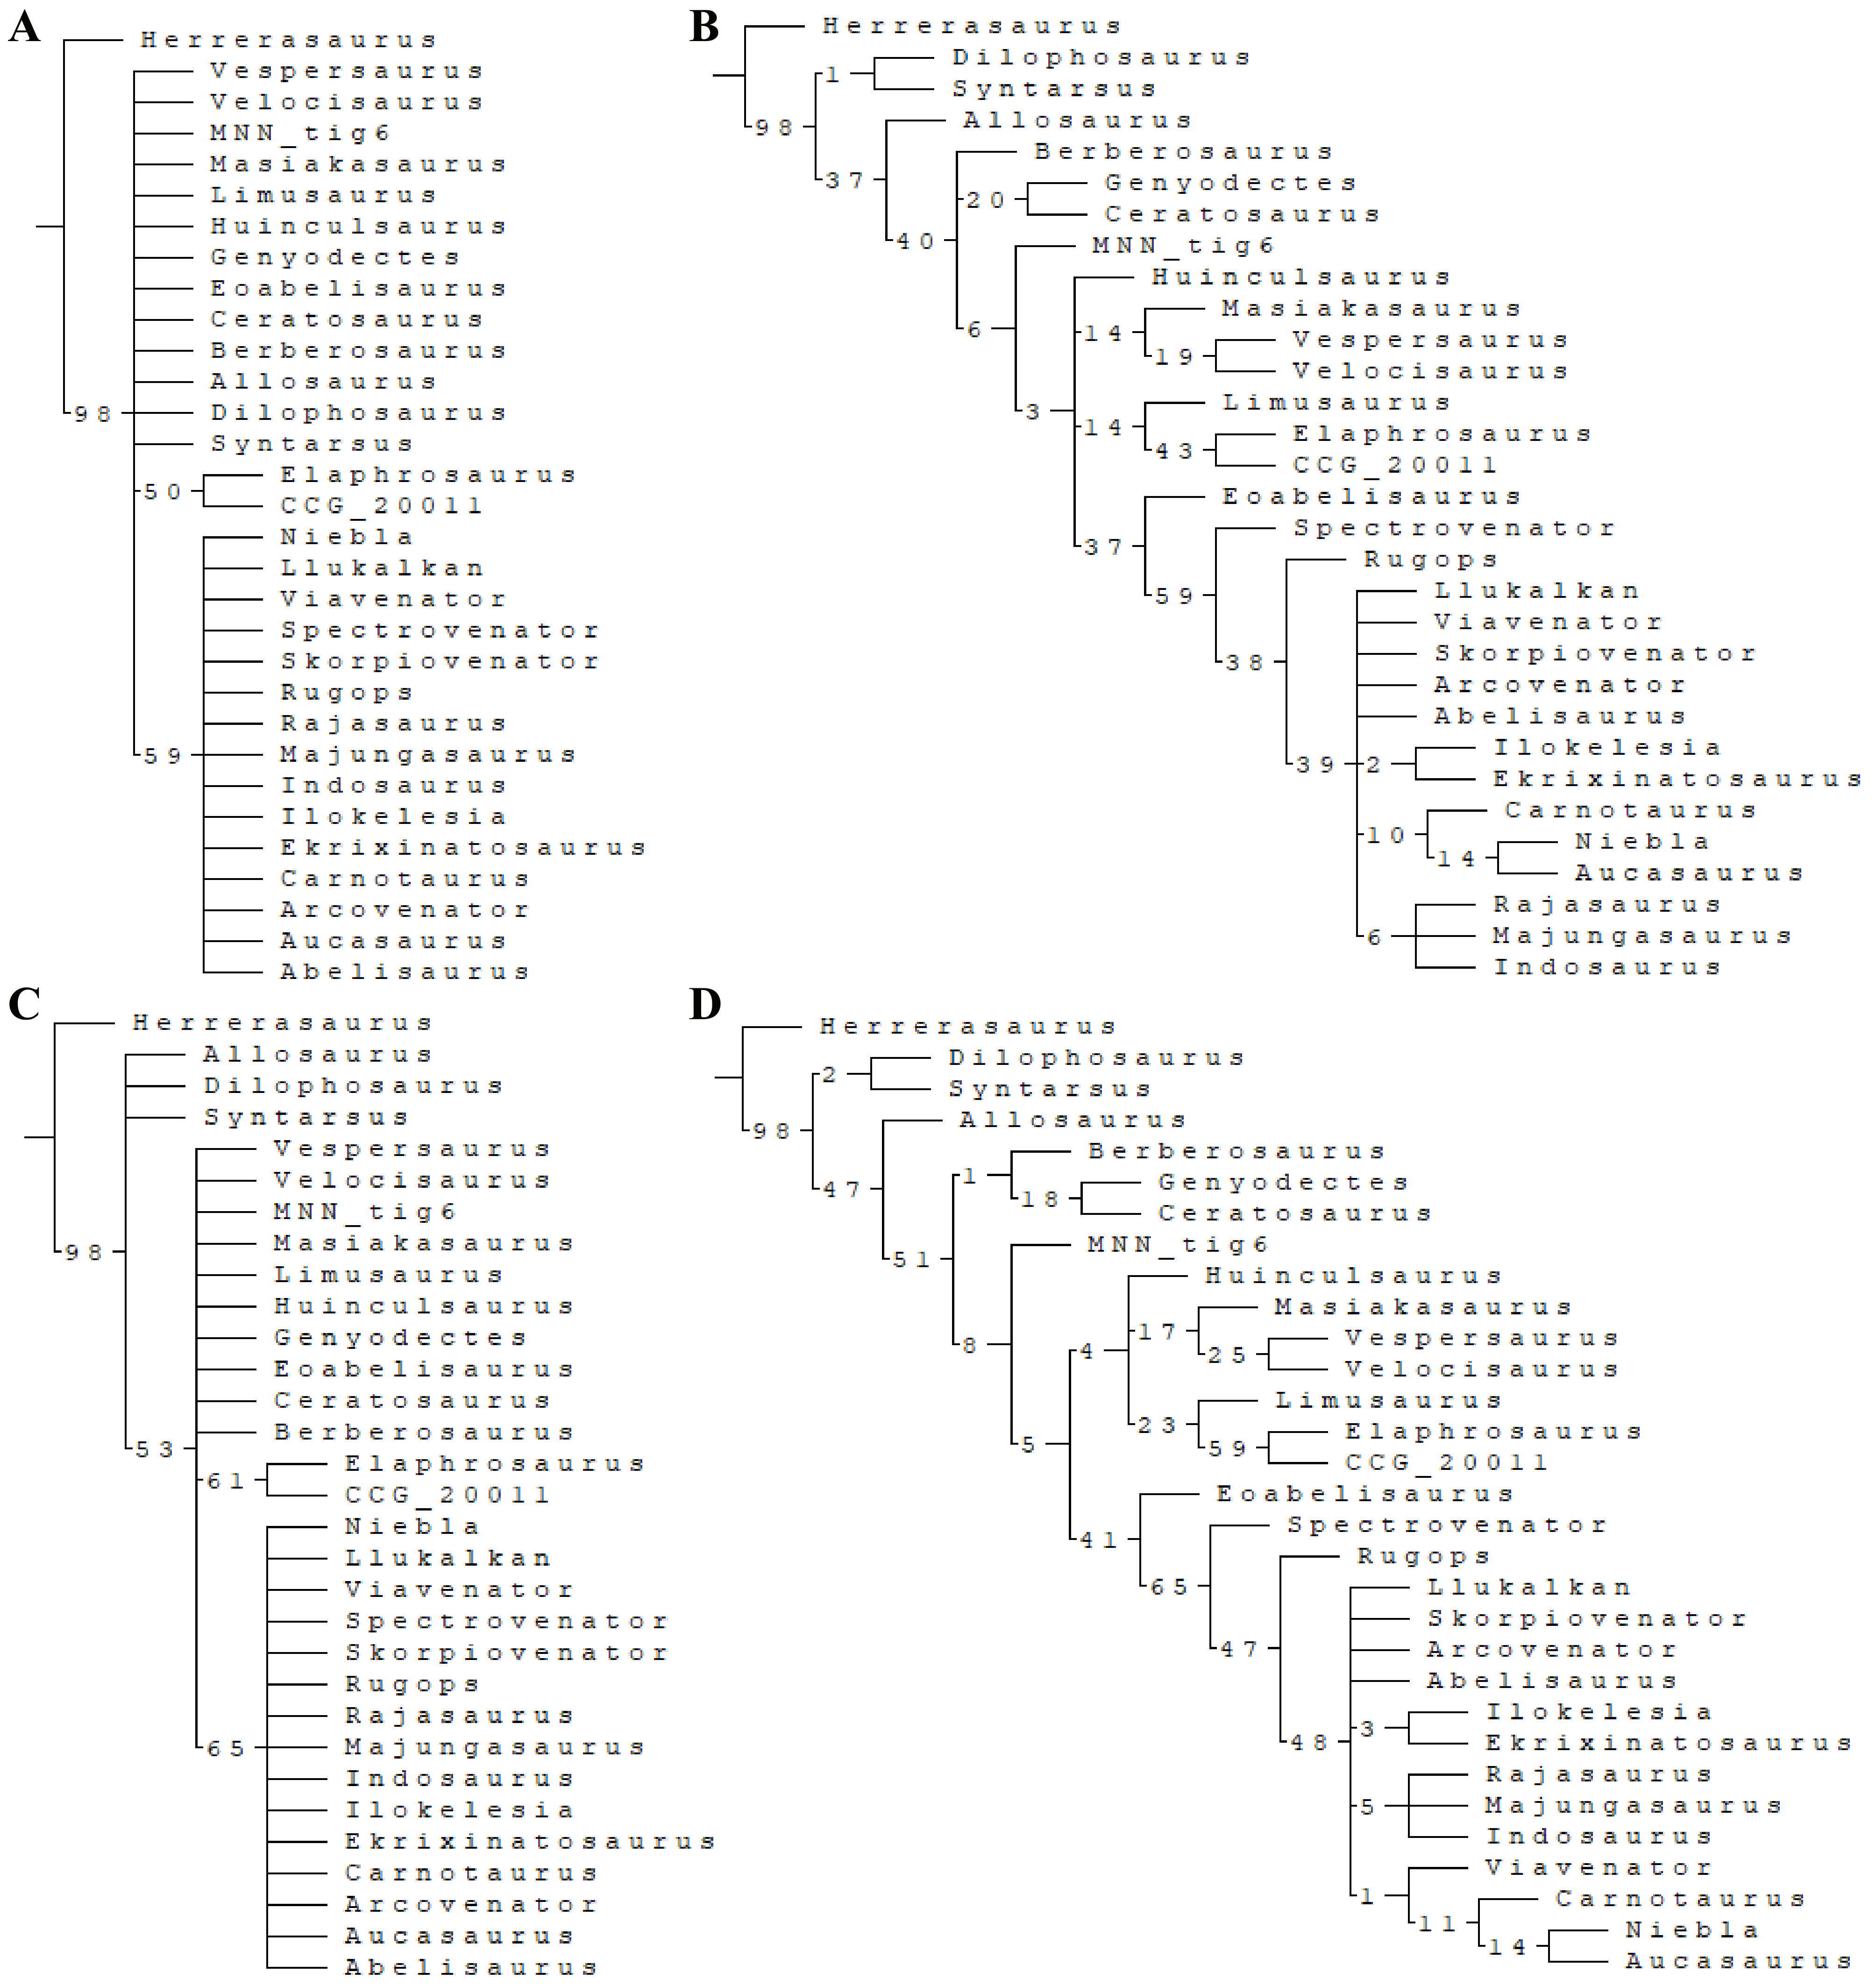 A
Herrerasaurus
Vespersaurus
Velocisaurus
MNN_tig6
Masiakasaurus
Limusaurus
Huinculsaurus
Genyodectes
Eoabelisaurus
Ceratosaurus
Berberosaurus
Allosaurus
98
Dilophosaurus
Syntarsus
Elaphrosaurus
50
CCG_20011
Niebla
Llukalkan
Viavenator
Spectrovenator
Skorpiovenator
Rugops
Rajasaurus
59
Majungasaurus
Indosaurus
Ilokelesia
Ekrixinatosaurus
Carnotaurus
Arcovenator
Aucasaurus
Abelisaurus
B
Herrerasaurus
Dilophosaurus
1
Syntarsus
98
Allosaurus
Berberosaurus
37
Genyodectes
20
Ceratosaurus
40
MNN_tig6
Huinculsaurus
Masiakasaurus
6
14
Vespersaurus
19
Velocisaurus
Limusaurus
3
14
Elaphrosaurus
43
CCG_20011
Eoabelisaurus
Spectrovenator
37
Rugops
Llukalkan
59
Viavenator
Skorpiovenator
38
Arcovenator
Abelisaurus
Ilokelesia
39
2
Ekrixinatosaurus
Carnotaurus
10
Niebla
14
Aucasaurus
Rajasaurus
6
Majungasaurus
Indosaurus
C
Herrerasaurus
Allosaurus
Dilophosaurus
Syntarsus
Vespersaurus
Velocisaurus
MNN_tig6
Masiakasaurus
98
Limusaurus
Huinculsaurus
Genyodectes
Eoabelisaurus
Ceratosaurus
Berberosaurus
53
Elaphrosaurus
61
CCG_20011
Niebla
Llukalkan
Viavenator
Spectrovenator
Skorpiovenator
Rugops
Rajasaurus
65
Majungasaurus
Indosaurus
Ilokelesia
Ekrixinatosaurus
Carnotaurus
Arcovenator
Aucasaurus
Abelisaurus
D
Herrerasaurus
Dilophosaurus
2
Syntarsus
98
Allosaurus
Berberosaurus
1
Genyodectes
47
18
Ceratosaurus
MNN_tig6
51
Huinculsaurus
Masiakasaurus
17
Vespersaurus
8
4
25
Velocisaurus
Limusaurus
23
Elaphrosaurus
5
59
CCG_20011
Eoabelisaurus
Spectrovenator
41
Rugops
65
Llukalkan
Skorpiovenator
47
Arcovenator
Abelisaurus
Ilokelesia
3
48
Ekrixinatosaurus
Rajasaurus
5
Majungasaurus
Indosaurus
Viavenator
1
Carnotaurus
11
Niebla
14
Aucasaurus